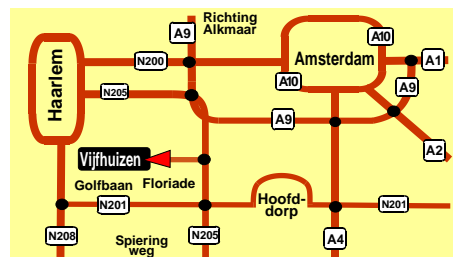 Richting
Alkmaar
A9
A10
Haarlem
N200
Amsterdam
A1
A10
A9
N205
A9
A2
Vijfhuizen
Golfbaan
Floriade
N201
Hoofd-
dorp
N201
N208
Spiering
weg
N205
A4